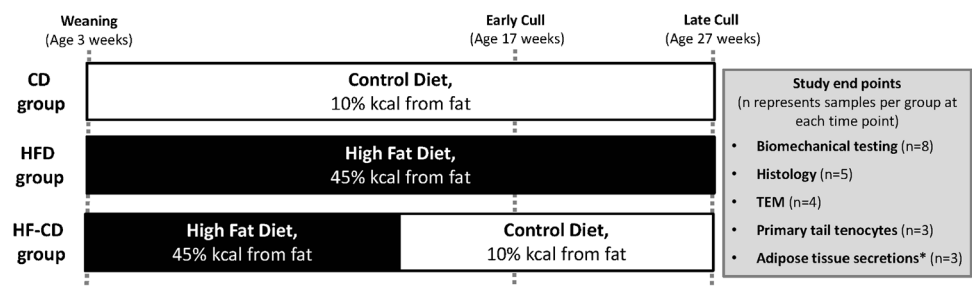 Weaning
(Age 3 weeks)
Early Cull
(Age 17 weeks)
Late Cull
(Age 27 weeks)
CD
group
Control Diet,
10% kcal from fat
HFD
group
High Fat Diet,
45% kcal from fat
HF-CD
group
High Fat Diet,
45% kcal from fat
Control Diet,
10% kcal from fat
Study end points
(n represents samples per group at
each time point)
• Biomechanical testing (n=8)
• Histology (n=5)
• TEM (n=4)
• Primary tail tenocytes (n=3)
• Adipose tissue secretions* (n=3)